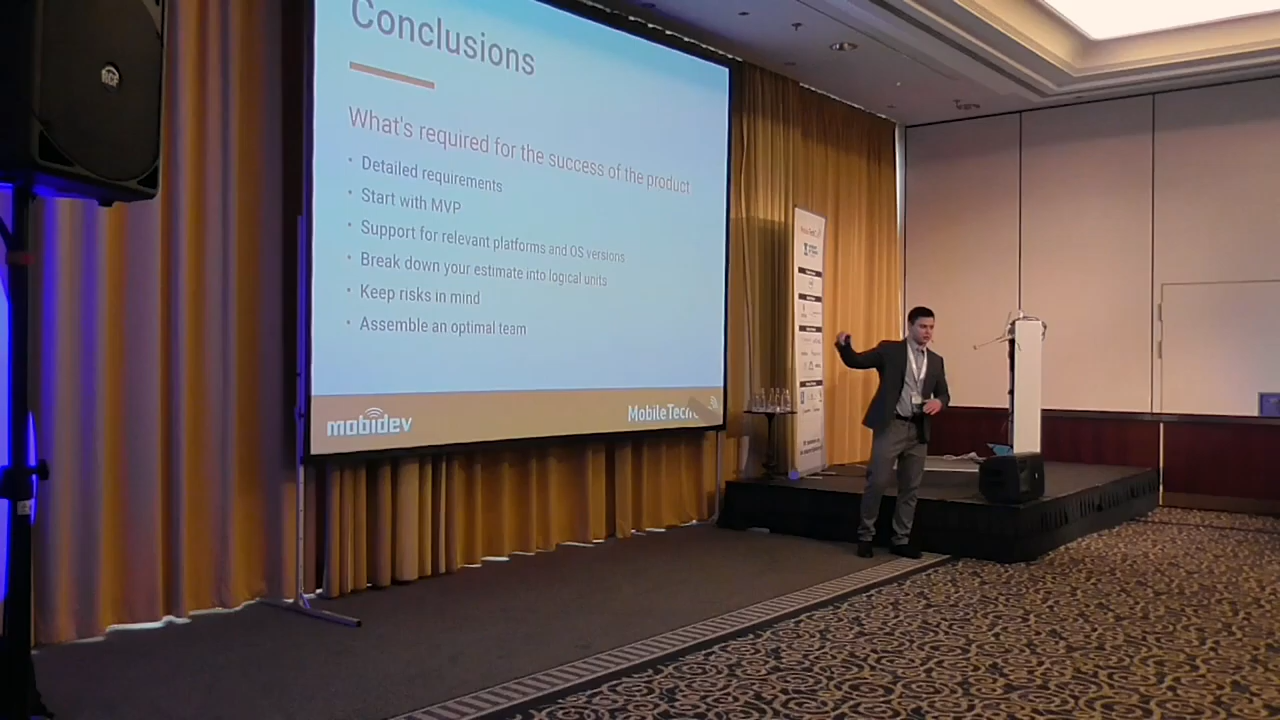 RCF
Conclusions
What's required for the success of the product
• Detailed requirements
• Start with MVP
• Support for relevant platforms and OS versions
• Break down your estimate into logical units
• Keep risks in mind
• Assemble an optimal team
mobidev